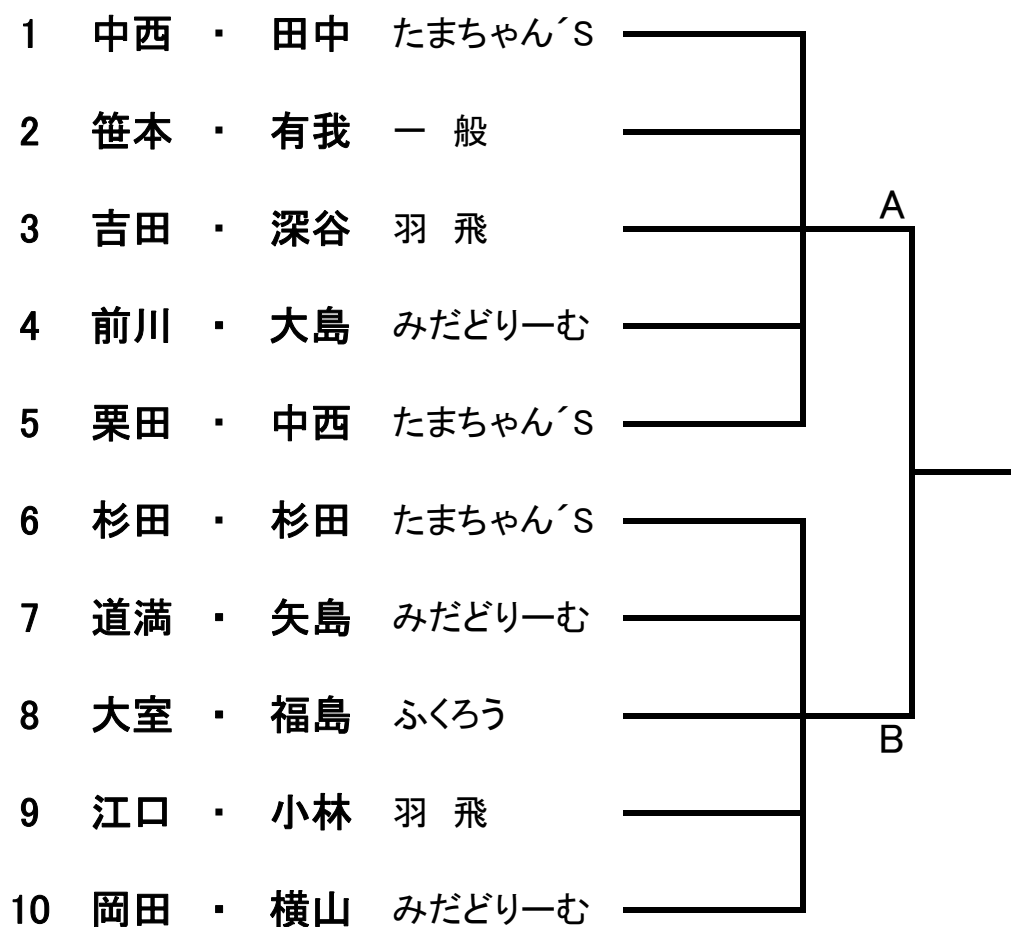 1 中西 ・ 田中 たまちゃん´S
2 笹本 ・ 有我 一 般
3 吉田 ・ 深谷 羽 飛
A
4 前川 ・ 大島 みだどりーむ
5 栗田 ・ 中西 たまちゃん´S
6 杉田 ・ 杉田 たまちゃん´S
7 道満 ・ 矢島 みだどりーむ
8 大室 ・ 福島 ふくろう
B
9 江口 ・ 小林 羽 飛
10 岡田 ・ 横山 みだどりーむ